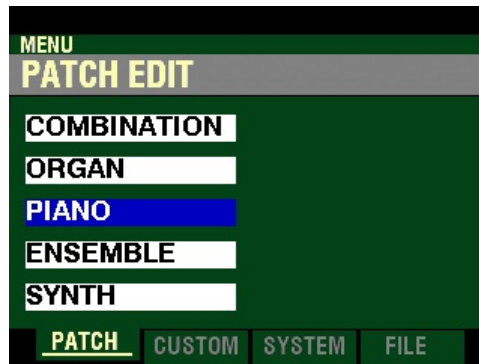 MENU
PATCH EDIT
COMBINATION
ORGAN
PIANO
ENSEMBLE
SYNTH
PATCH CUSTOM SYSTEM FILE